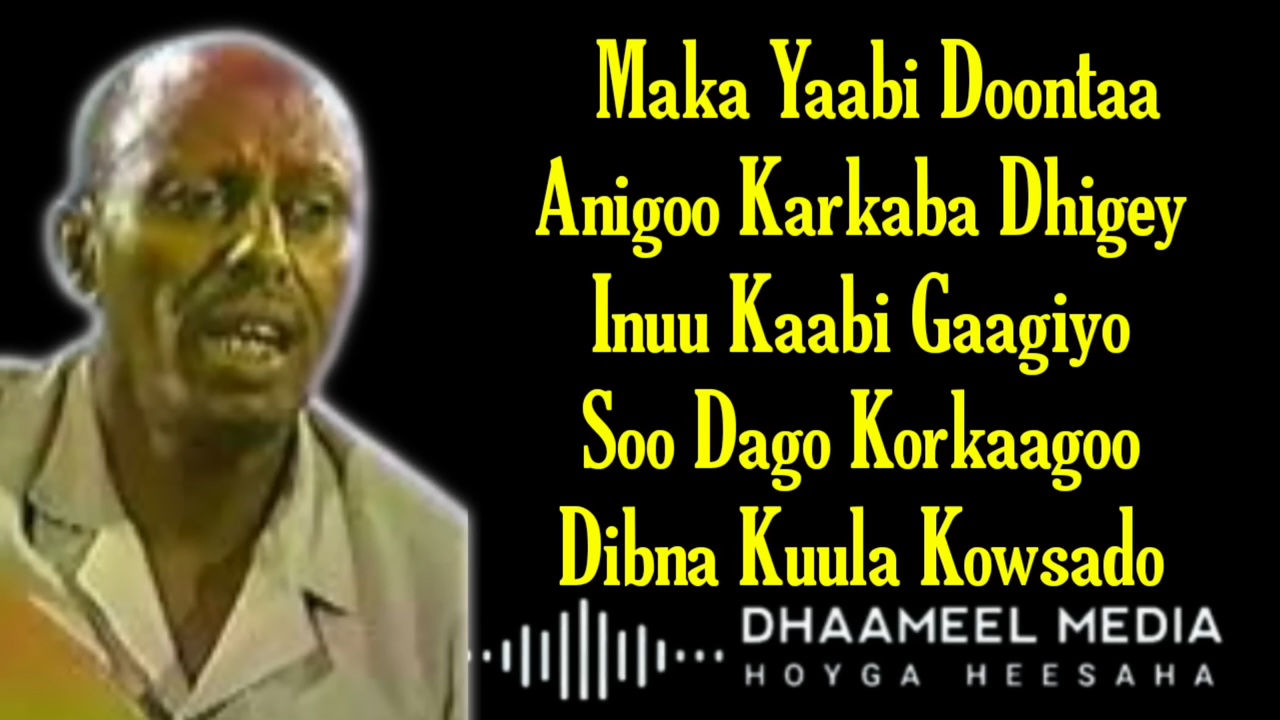 Maka Yaabi Doontaa
Anigoo Karkaba Dhigey
Inuu Kaabi Gaagiyo
Soo Dago Korkaagoo
Dibna Kuula Kowsado
DHAAMEEL MEDIA
HOYGA HEESAHA